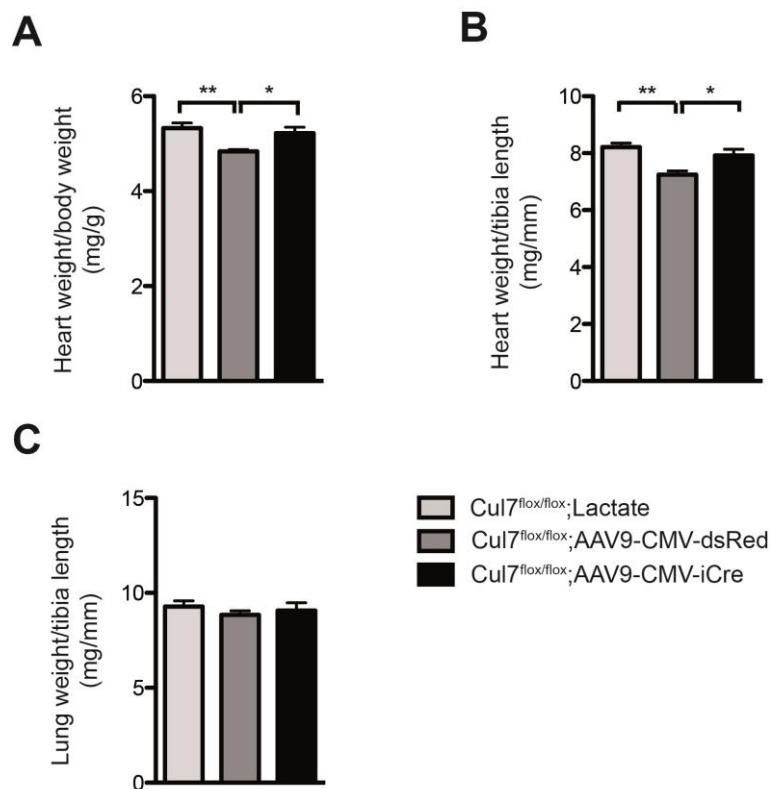 A
Heart weight/body weight
(mg/g)
6
4
2
0
** *
B
Heart weight/tibia length
(mg/mm)
10
8
6
4
2
0
** *
C
Lung weight/tibia length
(mg/mm)
15
10
5
0
Cul7flox/flox;Lactate
Cul7flox/flox;AAV9-CMV-dsRed
Cul7flox/flox;AAV9-CMV-iCre